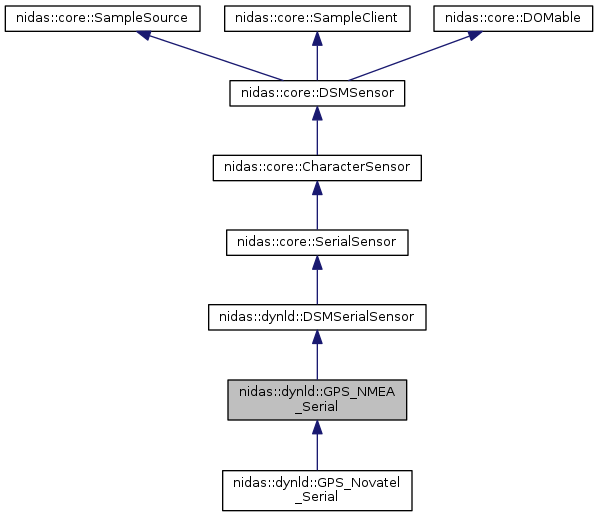 nidas::core::SampleSource
nidas::core::SampleClient
nidas::core::DOMable
nidas::core::DSMSensor
nidas::core::CharacterSensor
nidas::core::SerialSensor
nidas::dynld::DSMSerialSensor
nidas::dynld::GPS_NMEA
_Serial
nidas::dynld::GPS_Novatel
_Serial